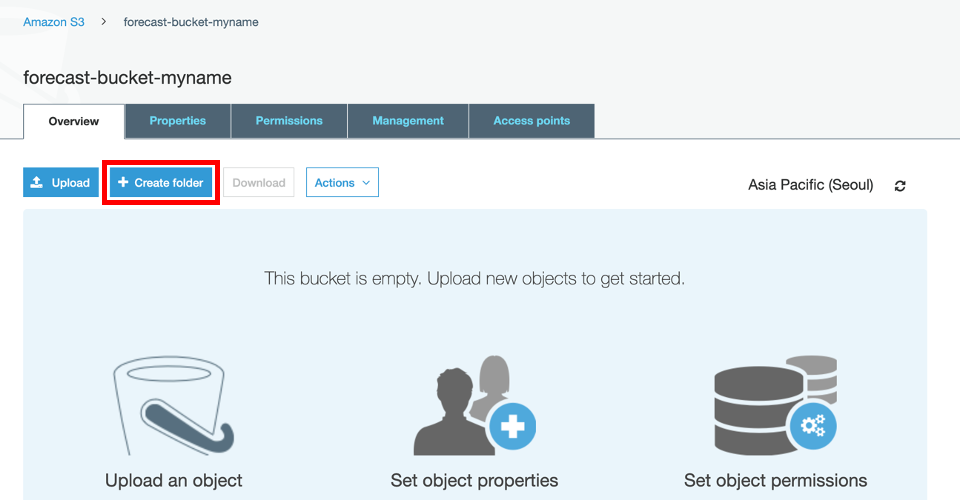 Amazon S3 > forecast-bucket-myname
forecast-bucket-myname
Overview Properties Permissions Management Access points
Upload + Create folder Download Actions Asia Pacific (Seoul)
This bucket is empty. Upload new objects to get started.
Upload an object Set object properties Set object permissions